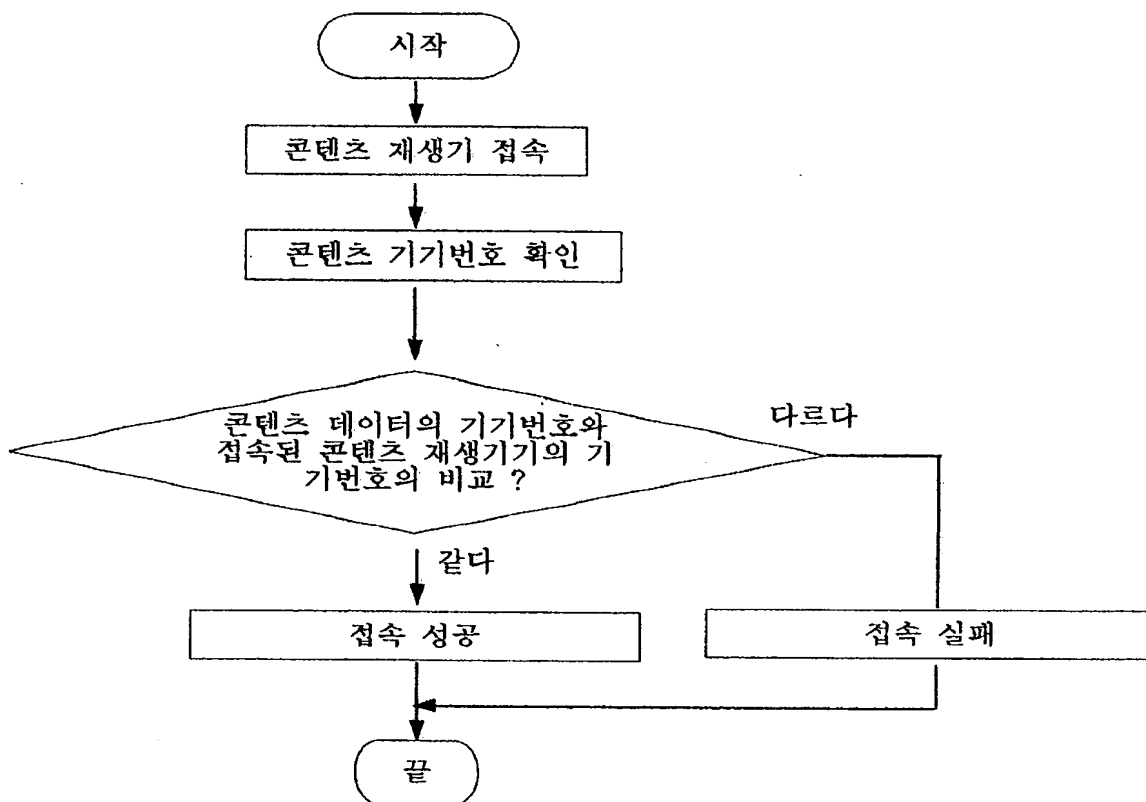 시작
콘텐츠 재생기 접속
콘텐츠 기기번호 확인
콘텐츠 데이터의 기기번호와
접속된 콘텐츠 재생기기의 기
기번호의 비교 ?
다르다
같다
접속 성공
접속 실패
끝